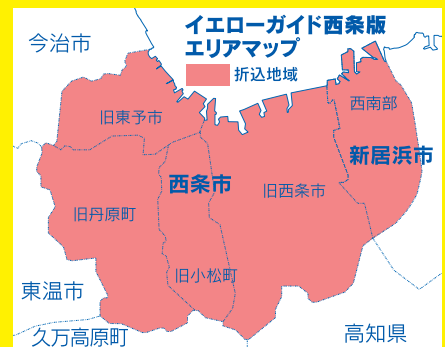 イエローガイド西条版
エリアマップ
折込地域
今治市
西南部
旧東予市
新居浜市
西条市
旧西条市
旧丹原町
旧小松町
東温市
久万高原町
高知県